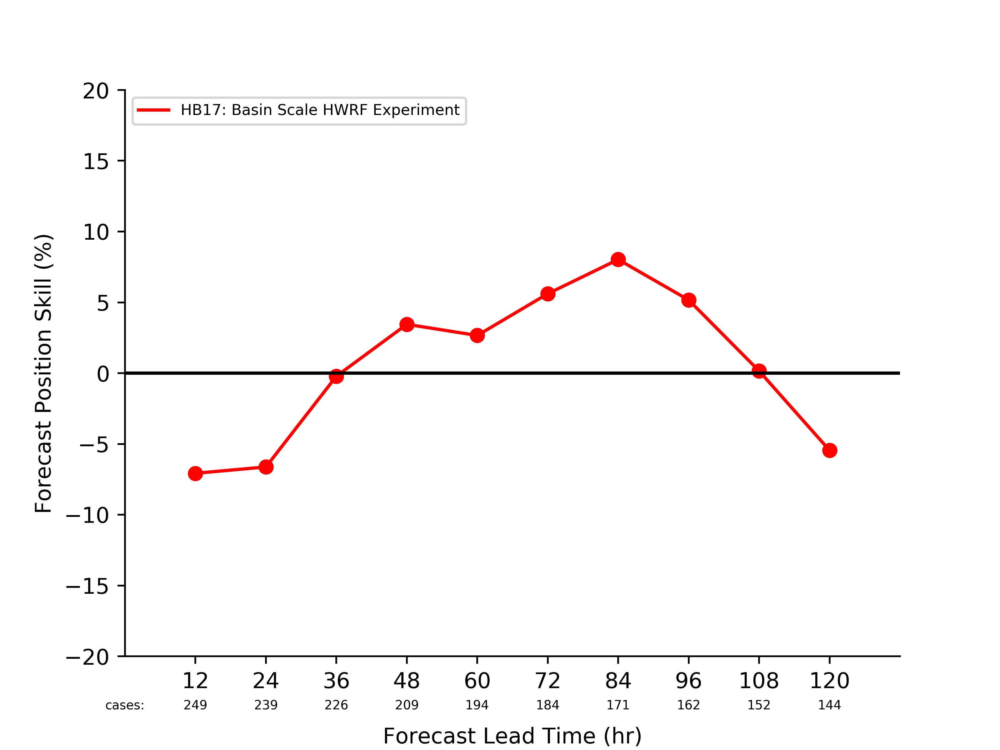 20
HB17: Basin Scale HWRF Experiment
15
10
5
0
−5
−10
−15
−20
Forecast Position Skill (%)
12 24 36 48 60 72 84 96 108 120
cases: 249 239 226 209 194 184 171 162 152 144
Forecast Lead Time (hr)